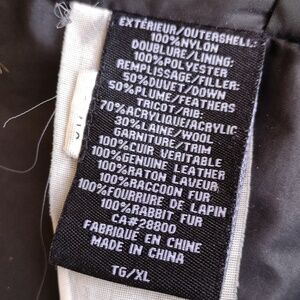 EXTÉRIEUR/OUTERSHELL:
100%NYLON
DOUBLURE/LINING:
100%POLYESTER
REMPLISSAGE/FILLER:
50%DUVET/DOWN
50%PLUME/FEATHERS
TRICOT/RIB:
70%ACRYLIQUE/ACRYLIC
30%LAINE/WOOL
GARNITURE/TRIM
100%CUIR VERITABLE
100%GENUINE LEATHER
100%RATON LAVEUR
100%RACCOON FUR
100%FOURRURE DE LAPIN
100%RABBIT FUR
CA#28800
FABRIQUÉ EN CHINE
MADE IN CHINA
TG/XL